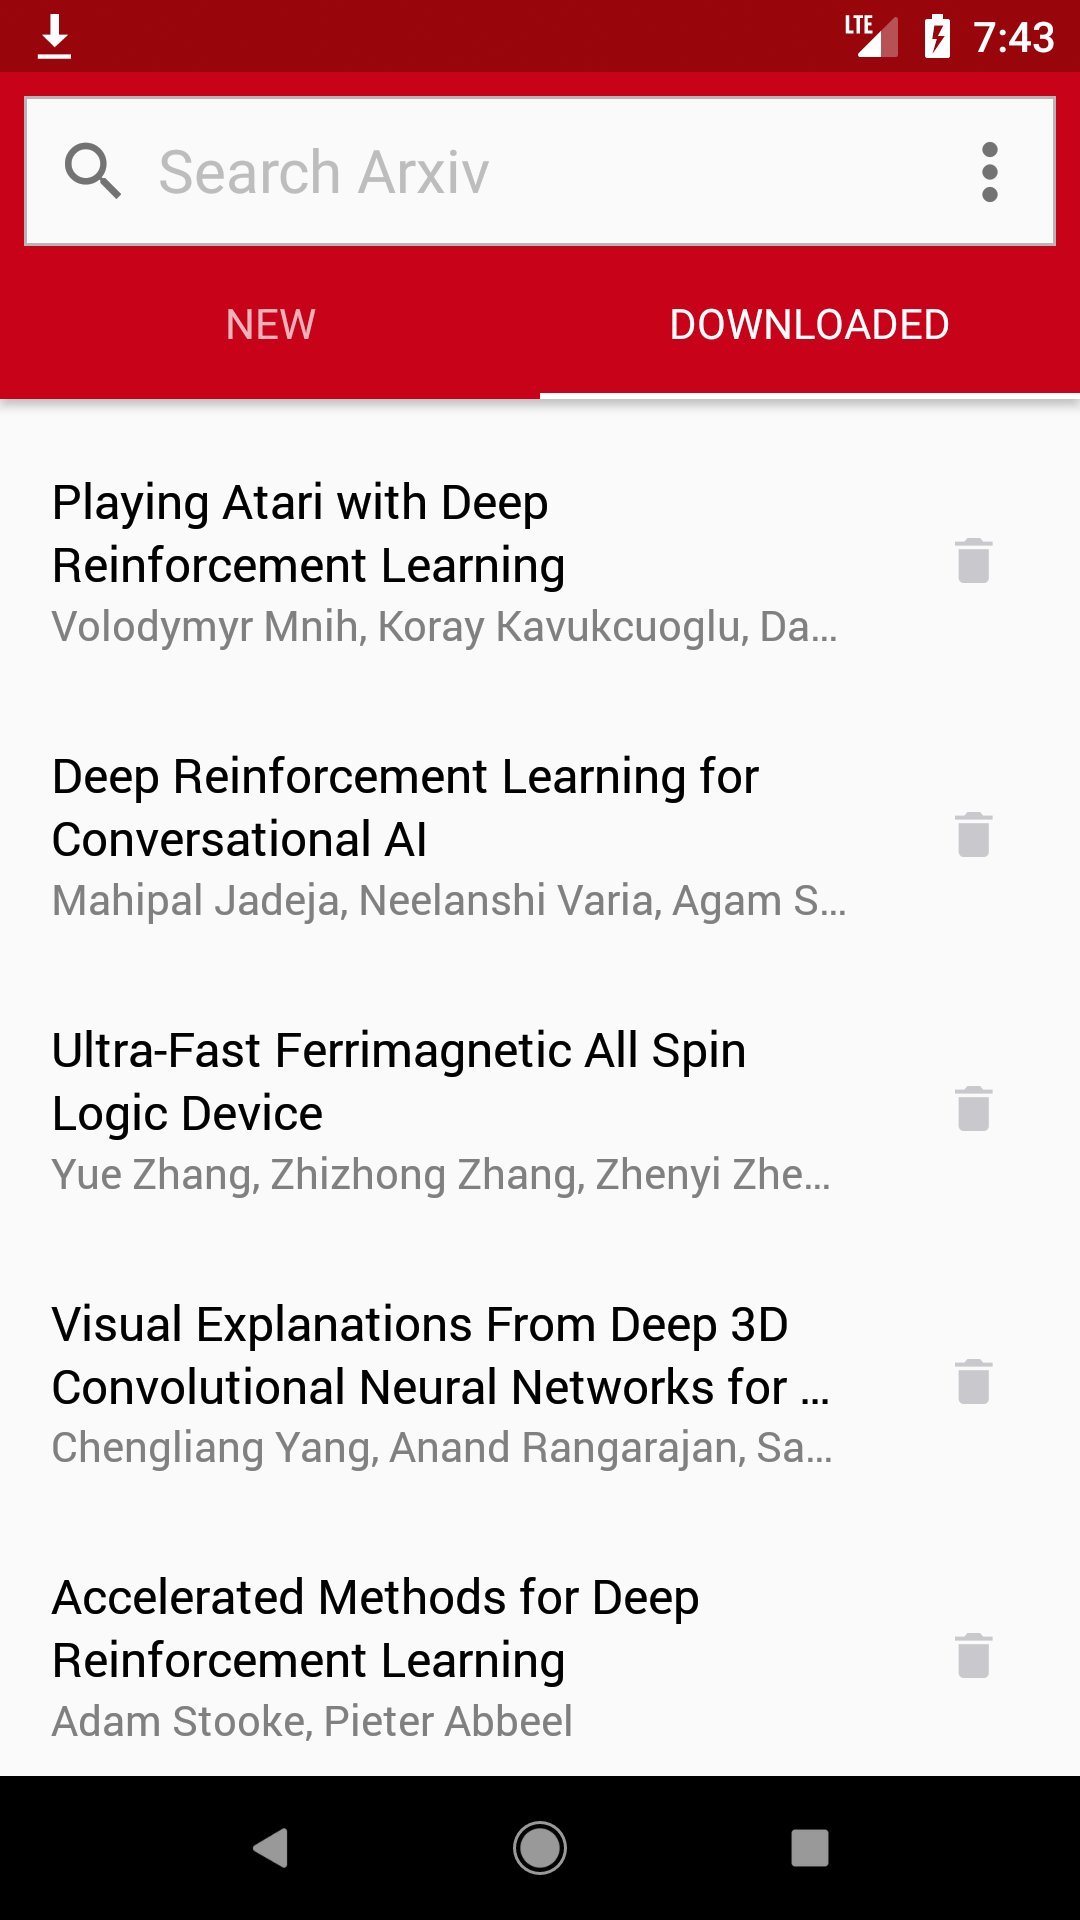 LTE 7:43
Search Arxiv
NEW DOWNLOADED
Playing Atari with Deep
Reinforcement Learning
Volodymyr Mnih, Koray Kavukcuoglu, Da...
Deep Reinforcement Learning for
Conversational AI
Mahipal Jadeja, Neelanshi Varia, Agam S...
Ultra-Fast Ferrimagnetic All Spin
Logic Device
Yue Zhang, Zhizhong Zhang, Zhenyi Zhe...
Visual Explanations From Deep 3D
Convolutional Neural Networks for ...
Chengliang Yang, Anand Rangarajan, Sa...
Accelerated Methods for Deep
Reinforcement Learning
Adam Stooke, Pieter Abbeel